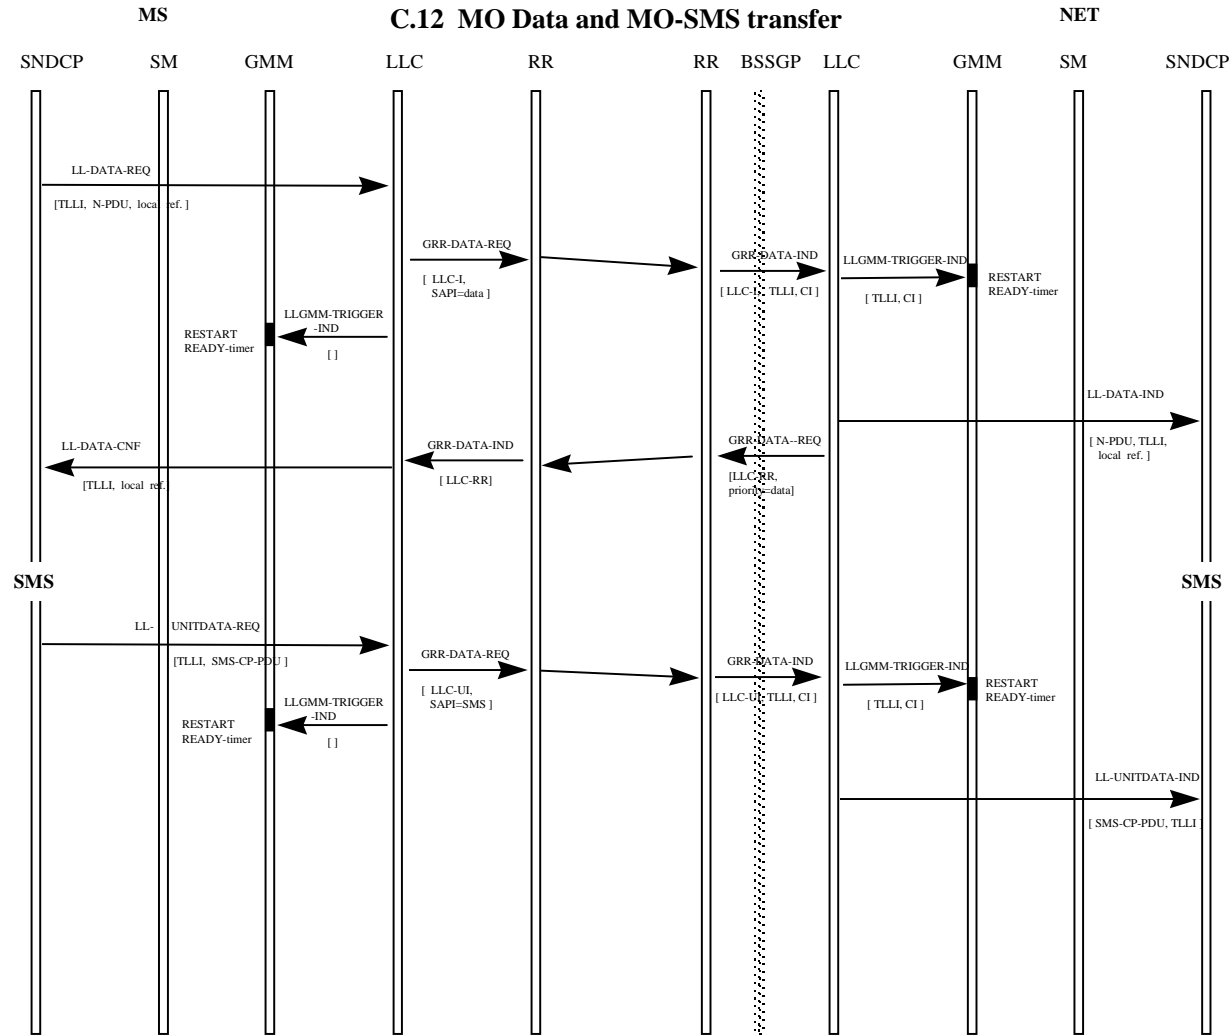 MS
C.12 MO Data and MO-SMS transfer
NET
SNDCP SM GMM LLC RR RR BSSGP LLC GMM SM SNDCP
LL-DATA-REQ
[TLLI, N-PDU, local ref. ]
GRR-DATA-REQ
[ LLC-I,
SAPI=data ]
GRR-DATA-IND
[ LLC-I, TLLI, CI ]
LLGMM-TRIGGER-IND
[ TLLI, CI ]
RESTART
READY-timer
LLGMM-TRIGGER
-IND
[ ]
RESTART
READY-timer
LL-DATA-IND
[ N-PDU, TLLI,
local ref. ]
GRR-DATA--REQ
[LLC-RR,
priority=data]
GRR-DATA-IND
[ LLC-RR]
LL-DATA-CNF
[TLLI, local ref.]
SMS
SMS
LL- UNITDATA-REQ
[TLLI, SMS-CP-PDU ]
GRR-DATA-REQ
[ LLC-UI,
SAPI=SMS ]
GRR-DATA-IND
[ LLC-UI, TLLI, CI ]
LLGMM-TRIGGER-IND
[ TLLI, CI ]
RESTART
READY-timer
LLGMM-TRIGGER
-IND
[ ]
RESTART
READY-timer
LL-UNITDATA-IND
[ SMS-CP-PDU, TLLI ]